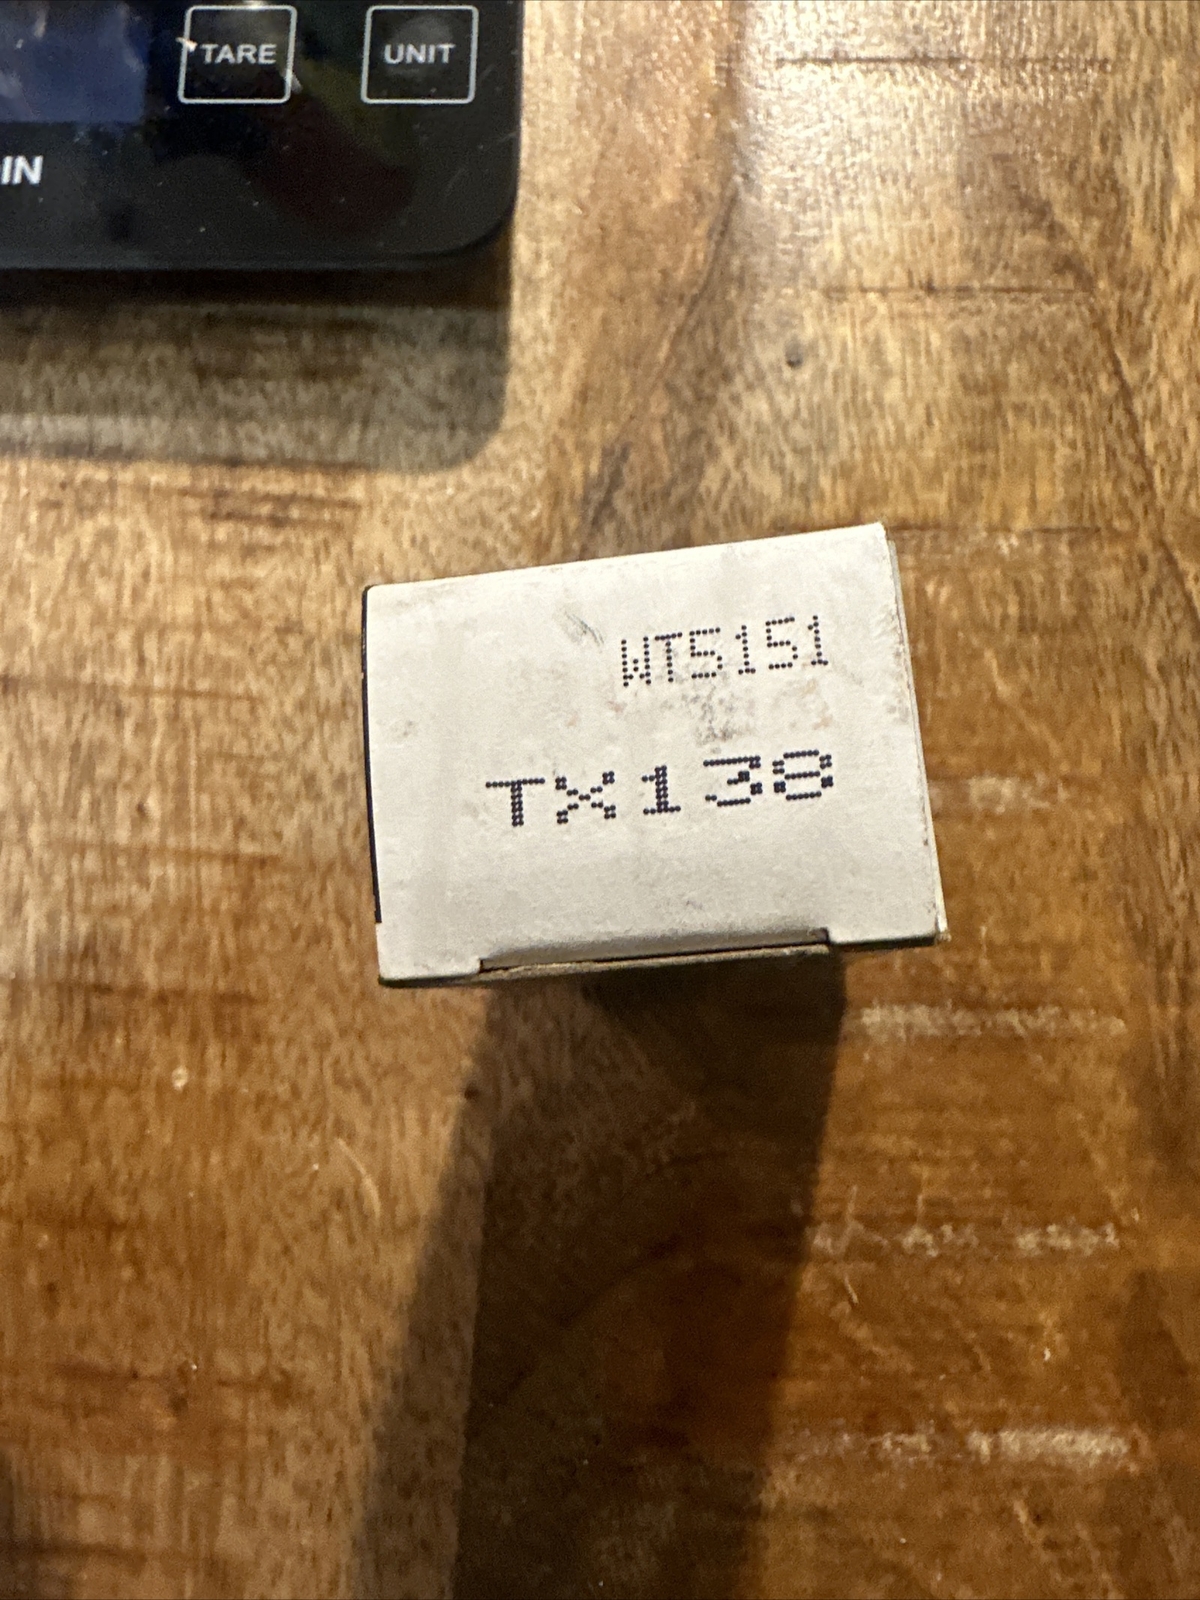 TARE
UNIT
IN
WT5151
TX138